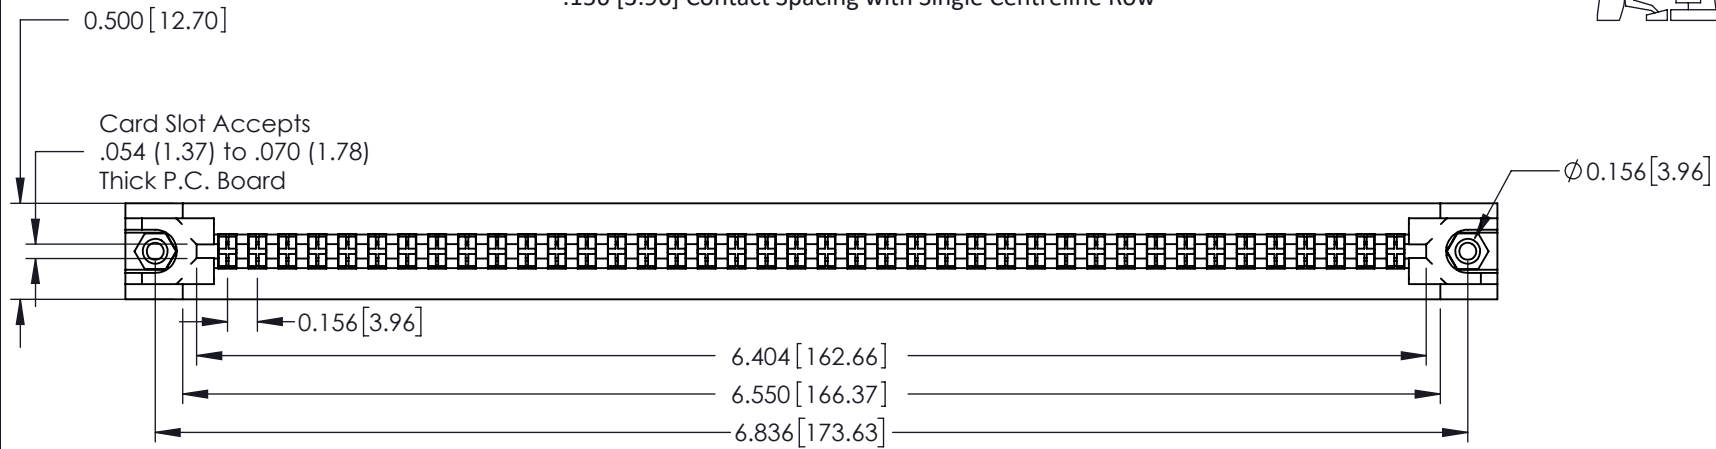 .156 [3.96] Contact Spacing with Single Centreline Row
0.500 [12.70]
Card Slot Accepts
.054 (1.37) to .070 (1.78)
Thick P.C. Board
Ø0.156[3.96]
0.156[3.96]
6.404 [162.66]
6.550 [166.37]
6.836 [173.63]